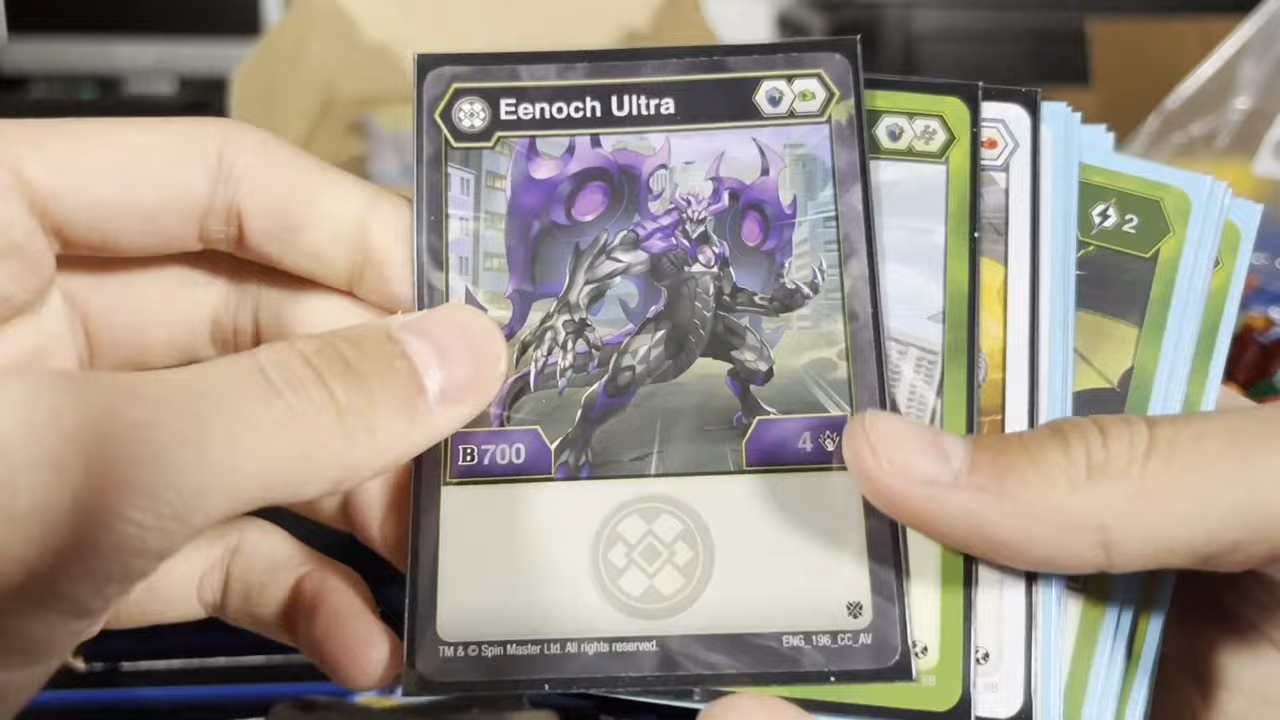 Eenoch Ultra
B700
4
TM & © Spin Master Ltd. All rights reserved.
ENG_196_CC_AV
2